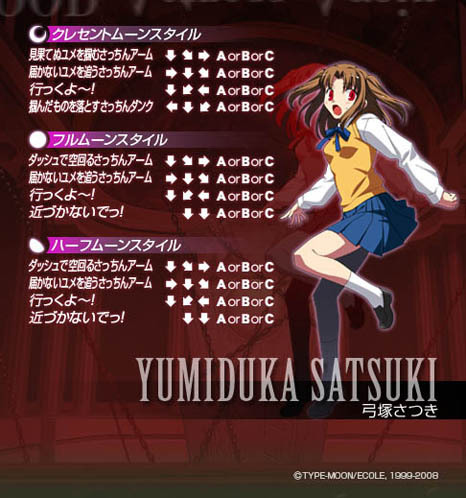 クレセントムーンスタイル
見果てぬユメを掴むさっちんアーム ⬇⬊➡ AorBorC
届かないユメを追うさっちんアーム ➡⬇⬊ AorBorC
行っくよ～! ⬇⬋⬅ AorBorC
掴んだものを落とすさっちんダンク ⬅⬇⬋ AorBorC
フルムーンスタイル
ダッシュで空回るさっちんアーム ⬇⬊➡ AorBorC
届かないユメを追うさっちんアーム ➡⬇⬊ AorBorC
行っくよ～! ⬇⬋⬅ AorBorC
近づかないでっ! ⬇⬇ AorBorC
ハーフムーンスタイル
ダッシュで空回るさっちんアーム ⬇⬊➡ AorBorC
届かないユメを追うさっちんアーム ➡⬇⬊ AorBorC
行っくよ～! ⬇⬋⬅ AorBorC
近づかないでっ! ⬇⬇ AorBorC
YUMIDUKA SATSUKI
弓塚さつき
©TYPE-MOON/ECOLE, 1999-2008